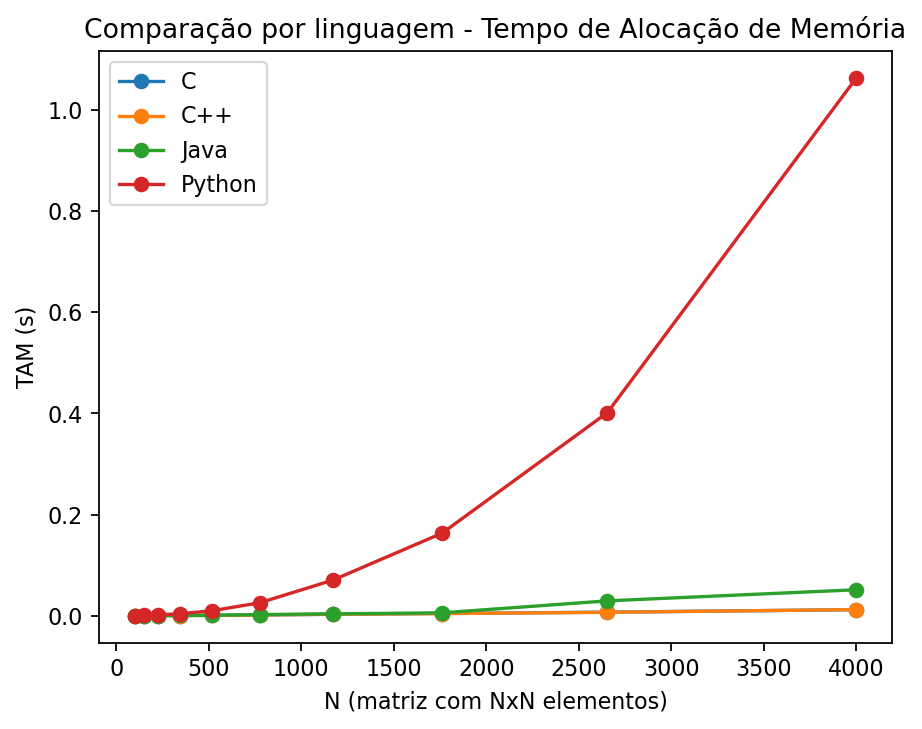 Comparação por linguagem - Tempo de Alocação de Memória
C
C++
Java
Python
TAM (s)
1.0
0.8
0.6
0.4
0.2
0.0
0 500 1000 1500 2000 2500 3000 3500 4000
N (matriz com NxN elementos)